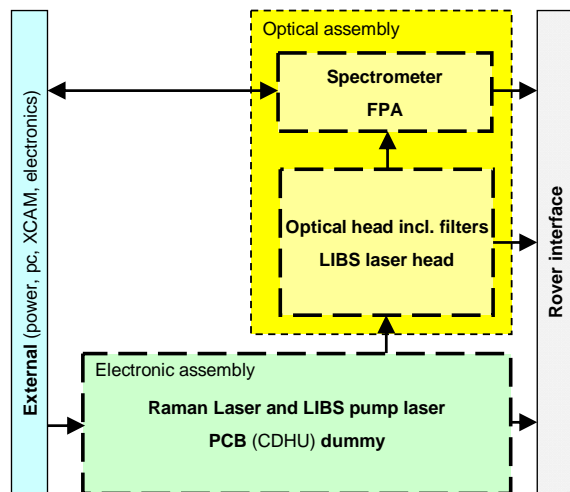 Optical assembly
Spectrometer
FPA
Optical head incl. filters
LIBS laser head
Electronic assembly
Raman Laser and LIBS pump laser
PCB (CDHU) dummy
External (power, pc, XCAM, electronics)
Rover interface